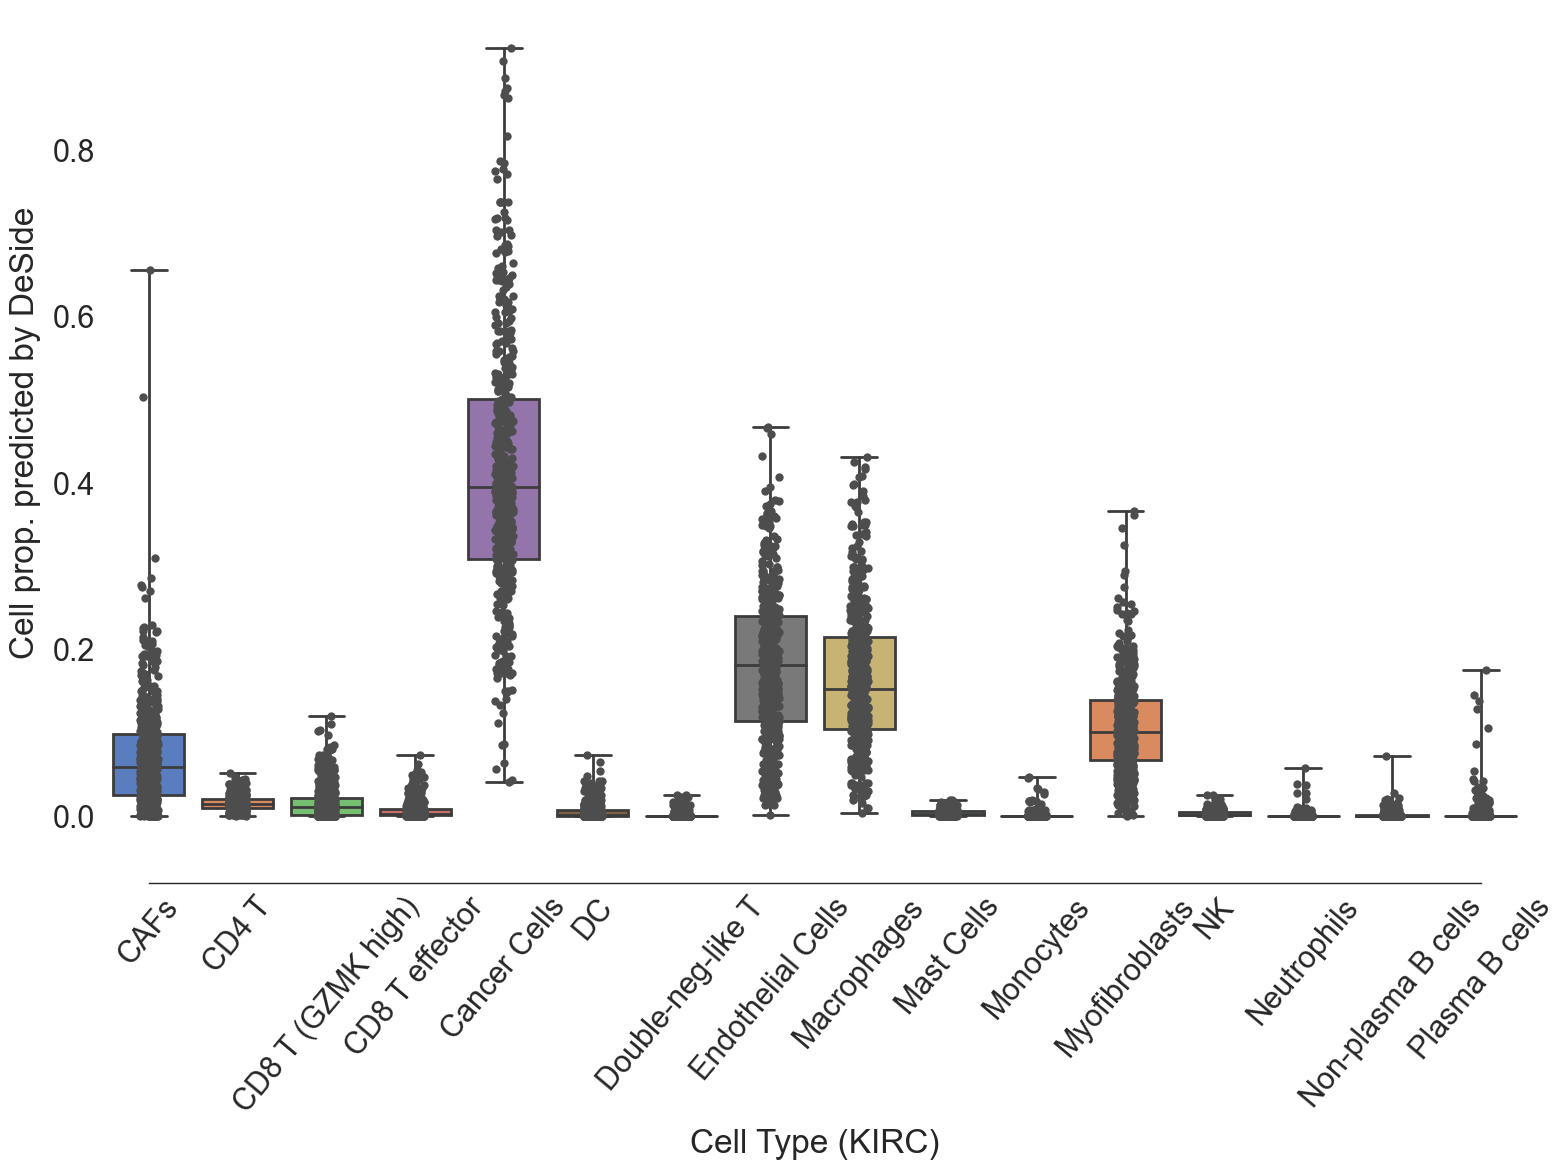 Cell prop. predicted by DeSide
0.8
0.6
0.4
0.2
0.0
CAFs
CD4 T
CD8 T (GZMK high)
CD8 T effector
Cancer Cells
DC
Double-neg-like T
Endothelial Cells
Macrophages
Mast Cells
Monocytes
Myofibroblasts
NK
Neutrophils
Non-plasma B cells
Plasma B cells
Cell Type (KIRC)